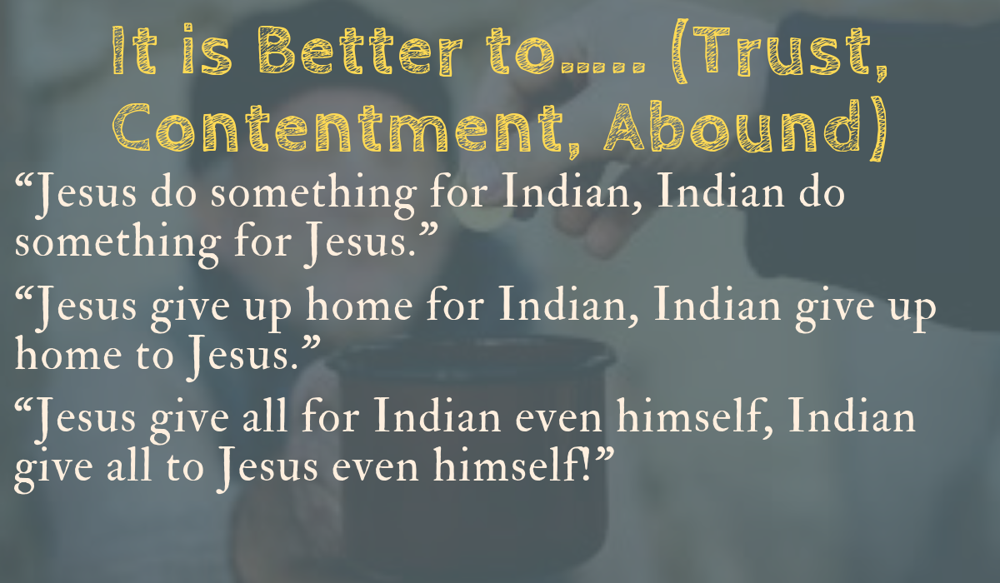 It is Better to..... (Trust,
Contentment, Abound)
“Jesus do something for Indian, Indian do
something for Jesus.”
“Jesus give up home for Indian, Indian give up
home to Jesus.”
“Jesus give all for Indian even himself, Indian
give all to Jesus even himself!”